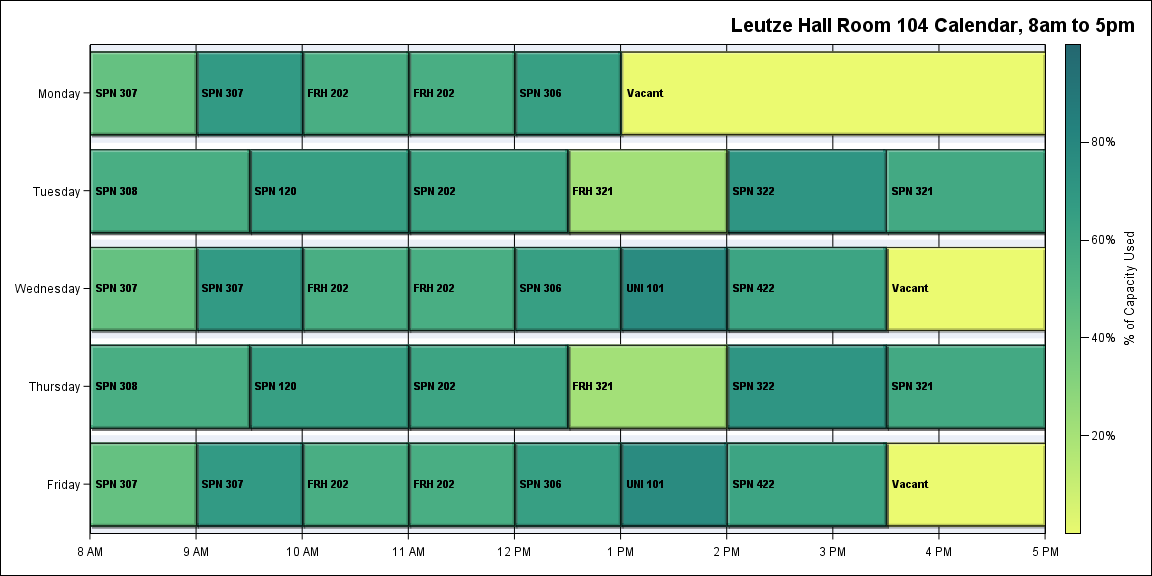 Leutze Hall Room 104 Calendar, 8am to 5pm
Monday
SPN 307
SPN 307
FRH 202
FRH 202
SPN 306
Vacant
Tuesday
SPN 308
SPN 120
SPN 202
FRH 321
SPN 322
SPN 321
Wednesday
SPN 307
SPN 307
FRH 202
FRH 202
SPN 306
UNI 101
SPN 422
Vacant
Thursday
SPN 308
SPN 120
SPN 202
FRH 321
SPN 322
SPN 321
Friday
SPN 307
SPN 307
FRH 202
FRH 202
SPN 306
UNI 101
SPN 422
Vacant
8 AM
9 AM
10 AM
11 AM
12 PM
1 PM
2 PM
3 PM
4 PM
5 PM
80%
60%
40%
20%
% of Capacity Used